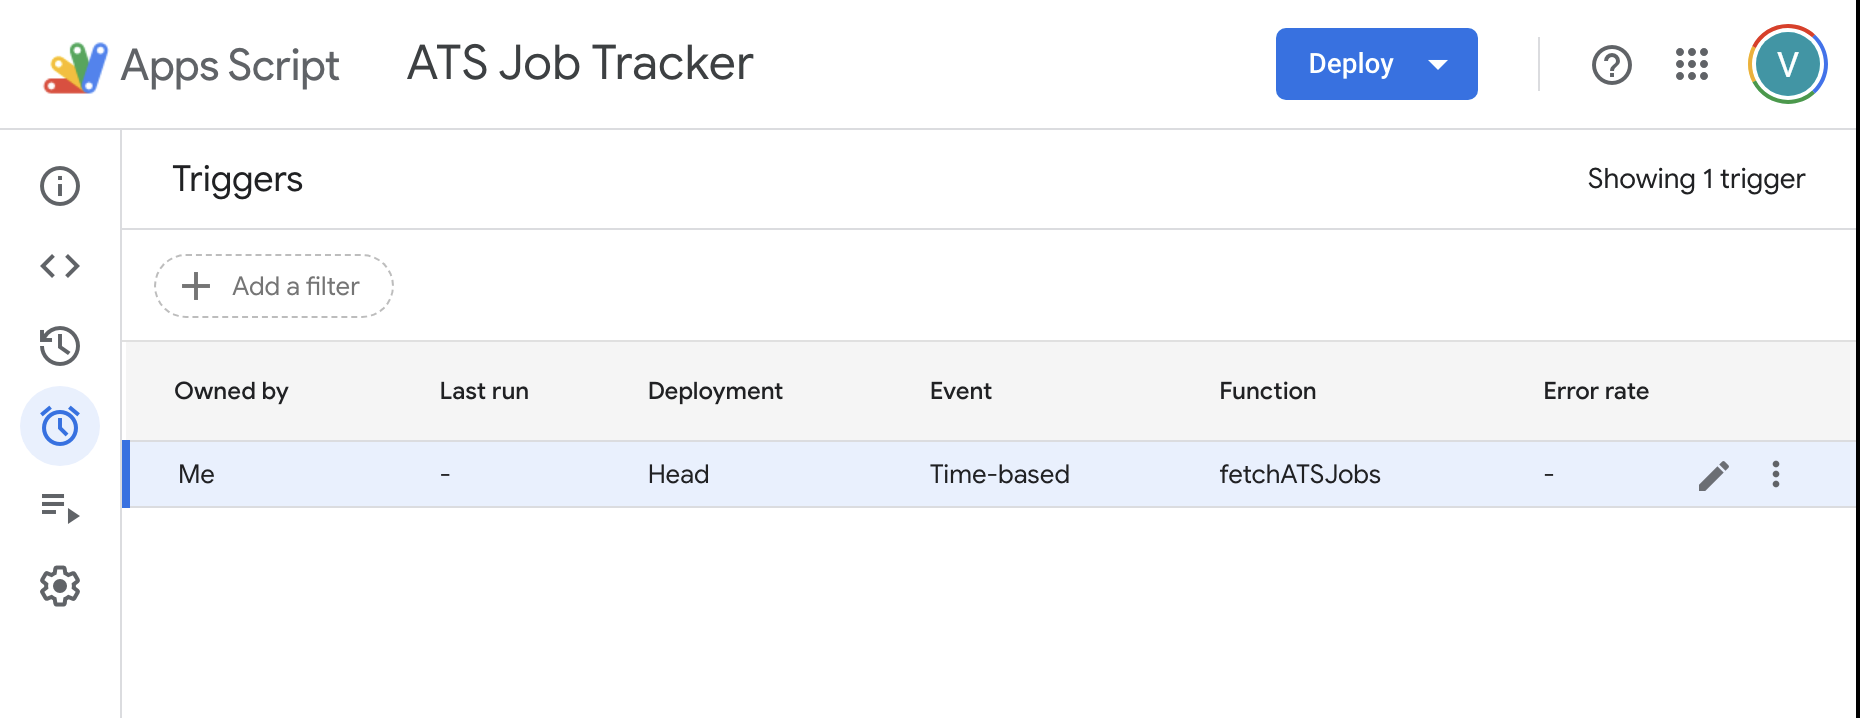 Apps Script
ATS Job Tracker
Deploy
V
Triggers
Showing 1 trigger
Add a filter
Owned by Last run Deployment Event Function Error rate
Me - Head Time-based fetchATSJobs -